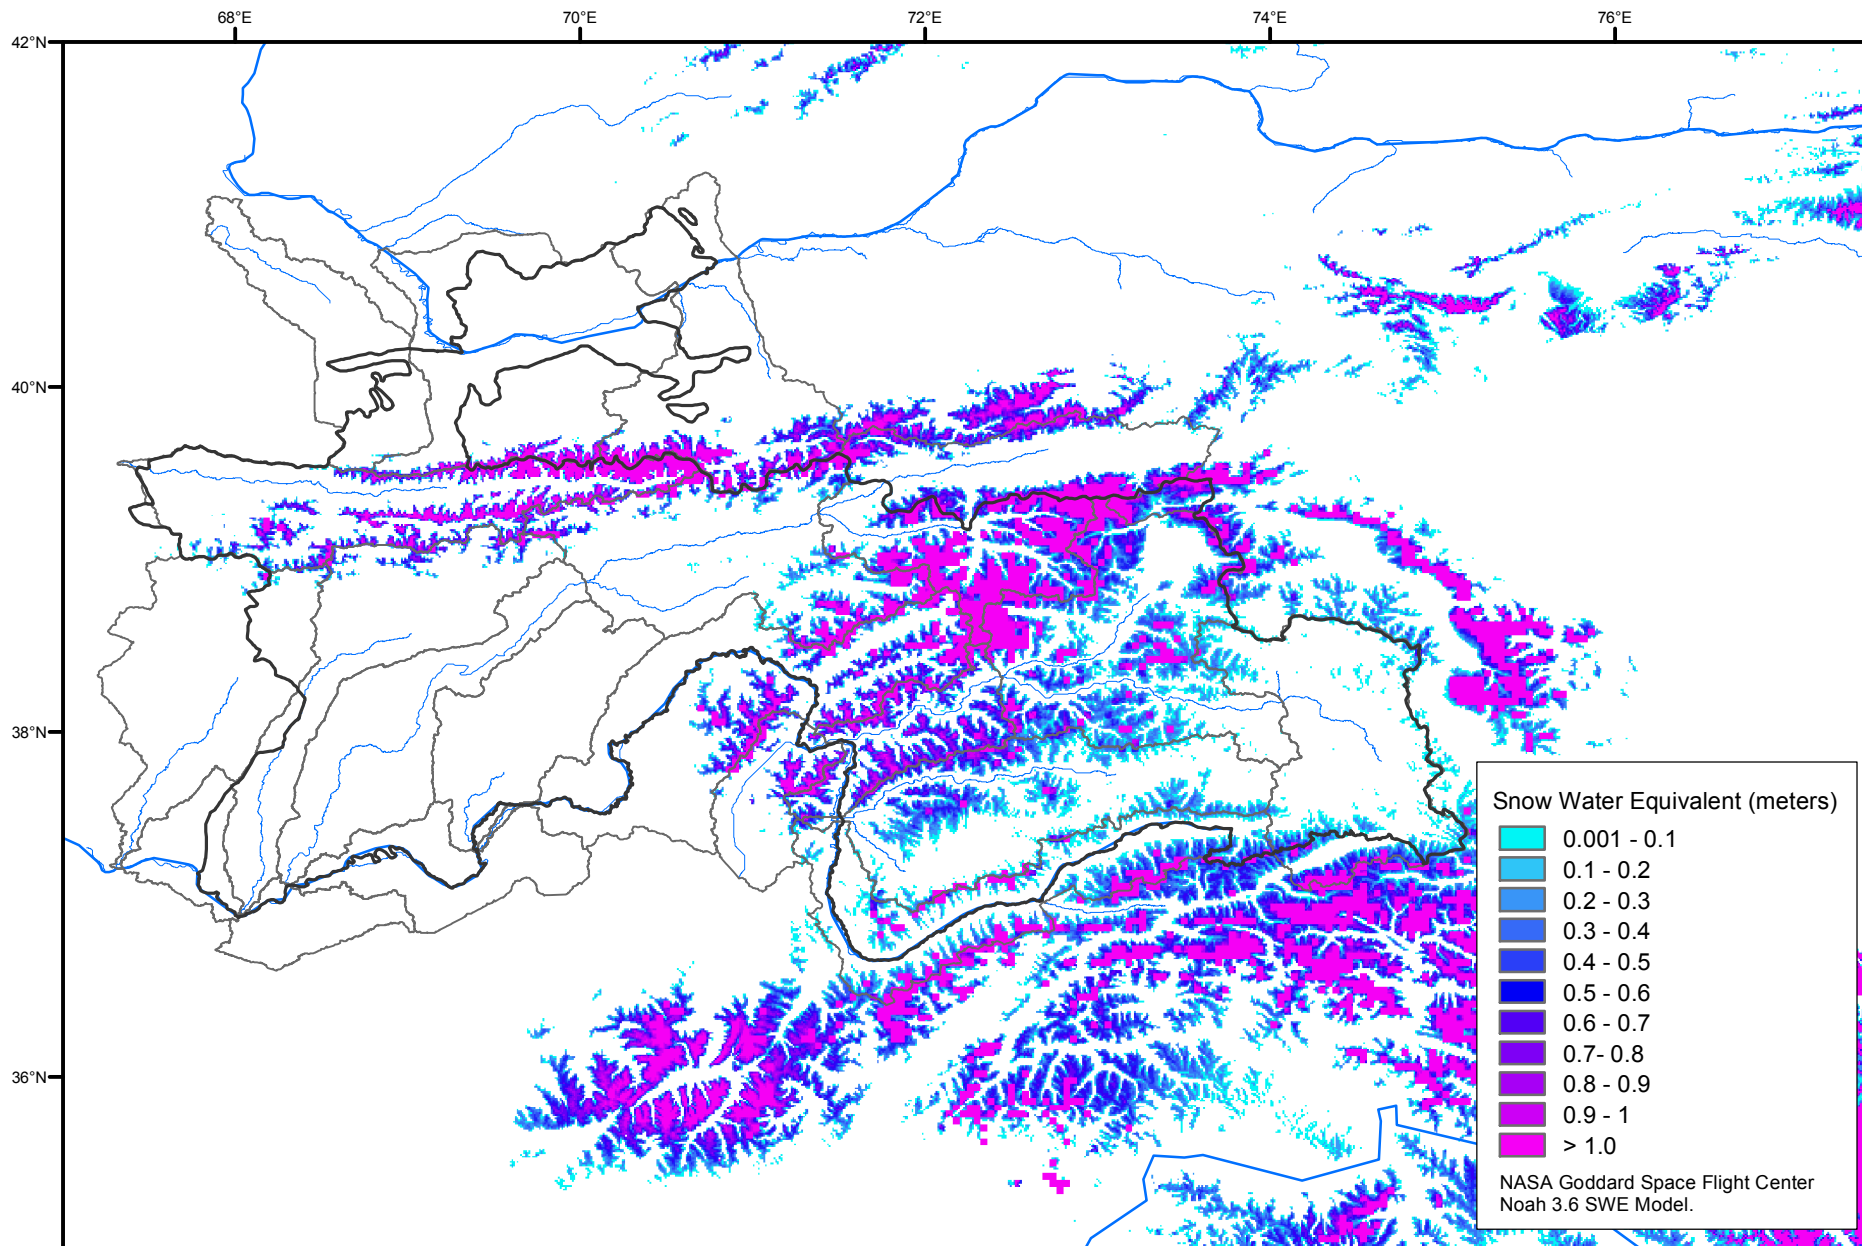 68°E 70°E 72°E 74°E 76°E
42°N
40°N
38°N
36°N
Snow Water Equivalent (meters)
0.001 - 0.1
0.1 - 0.2
0.2 - 0.3
0.3 - 0.4
0.4 - 0.5
0.5 - 0.6
0.6 - 0.7
0.7- 0.8
0.8 - 0.9
0.9 - 1
> 1.0
NASA Goddard Space Flight Center
Noah 3.6 SWE Model.